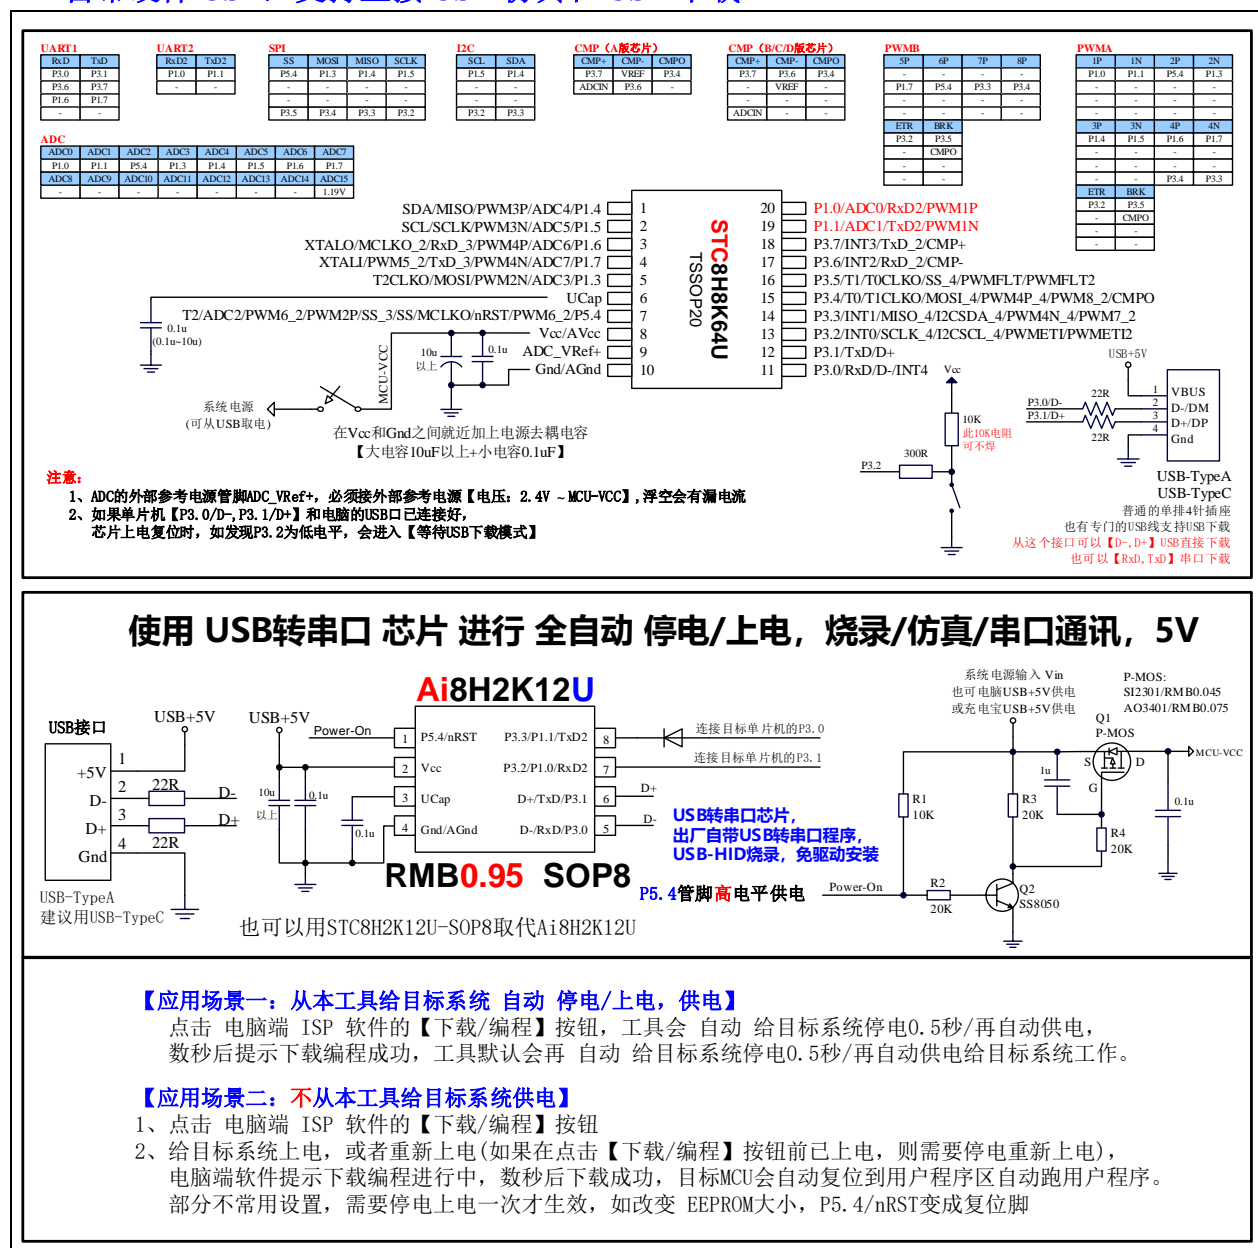 UART1
RxD TxD
P3.0 P3.1
P3.6 P3.7
P1.6 P1.7
- -
UART2
RxD2 TxD2
P1.0 P1.1
- -
SPI
SS MOSI MISO SCLK
P5.4 P1.3 P1.4 P1.5
- - - -
- - - -
P3.5 P3.4 P3.3 P3.2
I2C
SCL SDA
P1.5 P1.4
- -
- -
P3.2 P3.3
CMP（A版芯片）
CMP+ CMP- CMPO
P3.7 VREF P3.4
ADCIN P3.6 -
CMP（B/C/D版芯片）
CMP+ CMP- CMPO
P3.7 P3.6 P3.4
- VREF -
- - -
ADCIN - -
PWMB
5P 6P 7P 8P
- - - -
P1.7 P5.4 P3.3 P3.4
- - - -
- - - -
ETR BRK
P3.2 P3.5
- CMPO
- -
- -
PWMA
1P 1N 2P 2N
P1.0 P1.1 P5.4 P1.3
- - - -
- - - -
- - - -
3P 3N 4P 4N
P1.4 P1.5 P1.6 P1.7
- - - -
- - - -
- - P3.4 P3.3
ETR BRK
P3.2 P3.5
- CMPO
- -
- -
ADC
ADC0 ADC1 ADC2 ADC3 ADC4 ADC5 ADC6 ADC7
P1.0 P1.1 P5.4 P1.3 P1.4 P1.5 P1.6 P1.7
ADC8 ADC9 ADC10 ADC11 ADC12 ADC13 ADC14 ADC15
- - - - - - - 1.19V
SDA/MISO/PWM3P/ADC4/P1.4 1
SCL/SCLK/PWM3N/ADC5/P1.5 2
XTALO/MCLKO_2/RxD_3/PWM4P/ADC6/P1.6 3
XTALI/PWM5_2/TxD_3/PWM4N/ADC7/P1.7 4
T2CLKO/MOSI/PWM2N/ADC3/P1.3 5
UCap 6
T2/ADC2/PWM6_2/PWM2P/SS_3/SS/MCLKO/nRST/PWM6_2/P5.4 7
Vcc/AVcc 8
ADC_VRef+ 9
Gnd/AGnd 10
STC8H8K64U
TSSOP20
20 P1.0/ADC0/RxD2/PWM1P
19 P1.1/ADC1/TxD2/PWM1N
18 P3.7/INT3/TxD_2/CMP+
17 P3.6/INT2/RxD_2/CMP-
16 P3.5/T1/T0CLKO/SS_4/PWMFLT/PWMFLT2
15 P3.4/T0/T1CLKO/MOSI_4/PWM4P_4/PWM8_2/CMPO
14 P3.3/INT1/MISO_4/I2CSDA_4/PWM4N_4/PWM7_2
13 P3.2/INT0/SCLK_4/I2CSCL_4/PWMETI/PWMETI2
12 P3.1/TxD/D+
11 P3.0/RxD/D-/INT4
0.1u
(0.1u~10u)
MCU-VCC
10u
以上
0.1u
系统电源
(可从USB取电)
在Vcc和Gnd之间就近加上电源去耦电容
【大电容10uF以上+小电容0.1uF】
Vcc
10K
此10K电阻
可不焊
300R
P3.2
USB+5V
P3.0/D-
P3.1/D+
22R
22R
1 VBUS
2 D-/DM
3 D+/DP
4 Gnd
USB-TypeA
USB-TypeC
普通的单排4针插座
也有专门的USB线支持USB下载
从这个接口可以【D-,D+】USB直接下载
也可以【RxD,TxD】串口下载
注意:
1、ADC的外部参考电源管脚ADC_VRef+，必须接外部参考电源【电压: 2.4V ~ MCU-VCC】,浮空会有漏电流
2、如果单片机【P3.0/D-,P3.1/D+】和电脑的USB口已连接好,
芯片上电复位时，如发现P3.2为低电平，会进入【等待USB下载模式】
使用 USB转串口 芯片 进行 全自动 停电/上电，烧录/仿真/串口通讯，5V
USB接口
USB+5V
+5V 1
D- 2 22R D-
D+ 3 D+
Gnd 4 22R
USB-TypeA
建议用USB-TypeC
USB+5V
10u
以上
0.1u
0.1u
Power-On
Ai8H2K12U
1 P5.4/nRST P3.3/P1.1/TxD2 8
2 Vcc P3.2/P1.0/RxD2 7
3 UCap D+/TxD/P3.1 6 D+
4 Gnd/AGnd D-/RxD/P3.0 5 D-
RMB0.95 SOP8
也可以用STC8H2K12U-SOP8取代Ai8H2K12U
连接目标单片机的P3.0
连接目标单片机的P3.1
USB转串口芯片，
出厂自带USB转串口程序，
USB-HID烧录，免驱动安装
P5.4管脚高电平供电
系统电源输入 Vin
也可电脑USB+5V供电
或充电宝USB+5V供电
P-MOS:
SI2301/RMB0.045
AO3401/RMB0.075
Q1
P-MOS
S
D
G
MCU-VCC
1u
0.1u
R1
10K
R3
20K
R4
20K
Power-On
R2
20K
Q2
SS8050
【应用场景一：从本工具给目标系统 自动 停电/上电，供电】
点击 电脑端 ISP 软件的【下载/编程】按钮，工具会 自动 给目标系统停电0.5秒/再自动供电，
数秒后提示下载编程成功，工具默认会再 自动 给目标系统停电0.5秒/再自动供电给目标系统工作。
【应用场景二：不从本工具给目标系统供电】
1、点击 电脑端 ISP 软件的【下载/编程】按钮
2、给目标系统上电，或者重新上电(如果在点击【下载/编程】按钮前已上电，则需要停电重新上电)，
电脑端软件提示下载编程进行中，数秒后下载成功，目标MCU会自动复位到用户程序区自动跑用户程序。
部分不常用设置，需要停电上电一次才生效，如改变 EEPROM大小，P5.4/nRST变成复位脚